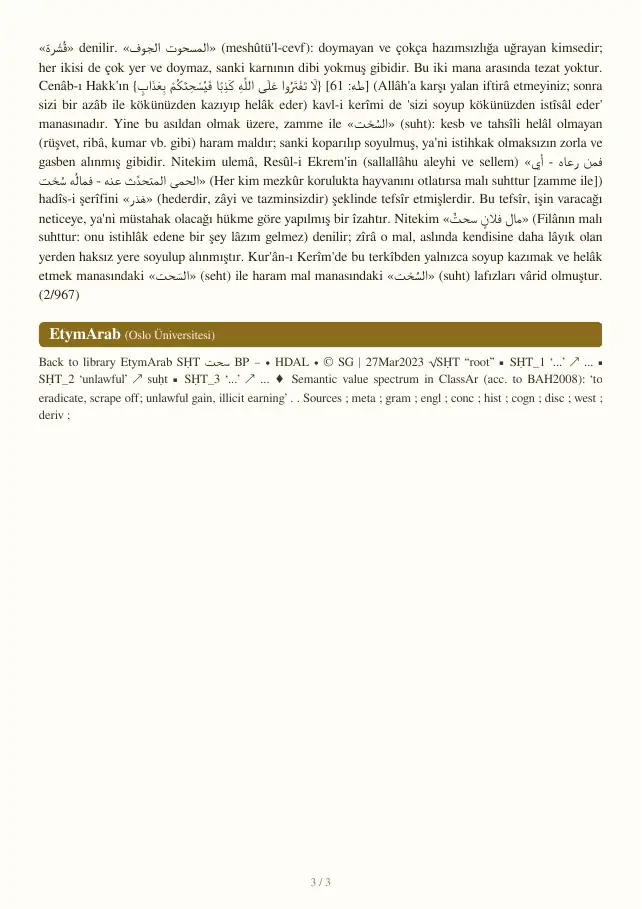 «قُشْرة» denilir. «المسحوت الجوف» (meshûtü'l-cevf): doymayan ve çokça hazımsızlığa uğrayan kimsedir;
her ikisi de çok yer ve doymaz, sanki karnının dibi yokmuş gibidir. Bu iki mana arasında tezat yoktur.
Cenâb-ı Hakk'ın {لَا تَفْتَرُوا عَلَى اللَّهِ كَذِبًا فَيُسْحِتَكُمْ بِعَذَابٍ} [طه: 61] (Allâh'a karşı yalan iftirâ etmeyiniz; sonra
sizi bir azâb ile kökünüzden kazıyıp helâk eder) kavl-i kerîmi de 'sizi soyup kökünüzden istîsâl eder'
manasınadır. Yine bu asıldan olmak üzere, zamme ile «السُحْت» (suht): kesb ve tahsîli helâl olmayan
(rüşvet, ribâ, kumar vb. gibi) haram maldır; sanki koparılıp soyulmuş, ya'ni istihkak olmaksızın zorla ve
gasben alınmış gibidir. Nitekim ulemâ, Resûl-i Ekrem'in (sallallâhu aleyhi ve sellem) «فمن رعاه - أي
الحمى المتحدَّث عنه - فمالُه سُحْت» (Her kim mezkûr korulukta hayvanını otlatırsa malı suhttur [zamme ile])
hadîs-i şerîfini «هَدَر» (hederdir, zâyi ve tazminsizdir) şeklinde tefsîr etmişlerdir. Bu tefsîr, işin varacağı
neticeye, ya'ni müstahak olacağı hükme göre yapılmış bir îzahtır. Nitekim «مال فلانٍ سحتٌ» (Filânın malı
suhttur: onu istihlâk edene bir şey lâzım gelmez) denilir; zîrâ o mal, aslında kendisine daha lâyık olan
yerden haksız yere soyulup alınmıştır. Kur'ân-ı Kerîm'de bu terkîbden yalnızca soyup kazımak ve helâk
etmek manasındaki «السَحت» (seht) ile haram mal manasındaki «السُحْت» (suht) lafızları vârid olmuştur.
(2/967)
EtymArab (Oslo Üniversitesi)
Back to library EtymArab SḤT سحت BP – • HDAL • © SG | 27Mar2023 √SḤT “root” ▪ SḤT_1 ‘...’ ↗ ... ▪
SḤT_2 ‘unlawful’ ↗ suḥt ▪ SḤT_3 ‘...’ ↗ ... ♦ Semantic value spectrum in ClassAr (acc. to BAH2008): ‘to
eradicate, scrape off; unlawful gain, illicit earning’ . . Sources ; meta ; gram ; engl ; conc ; hist ; cogn ; disc ; west ;
deriv ;
3 / 3